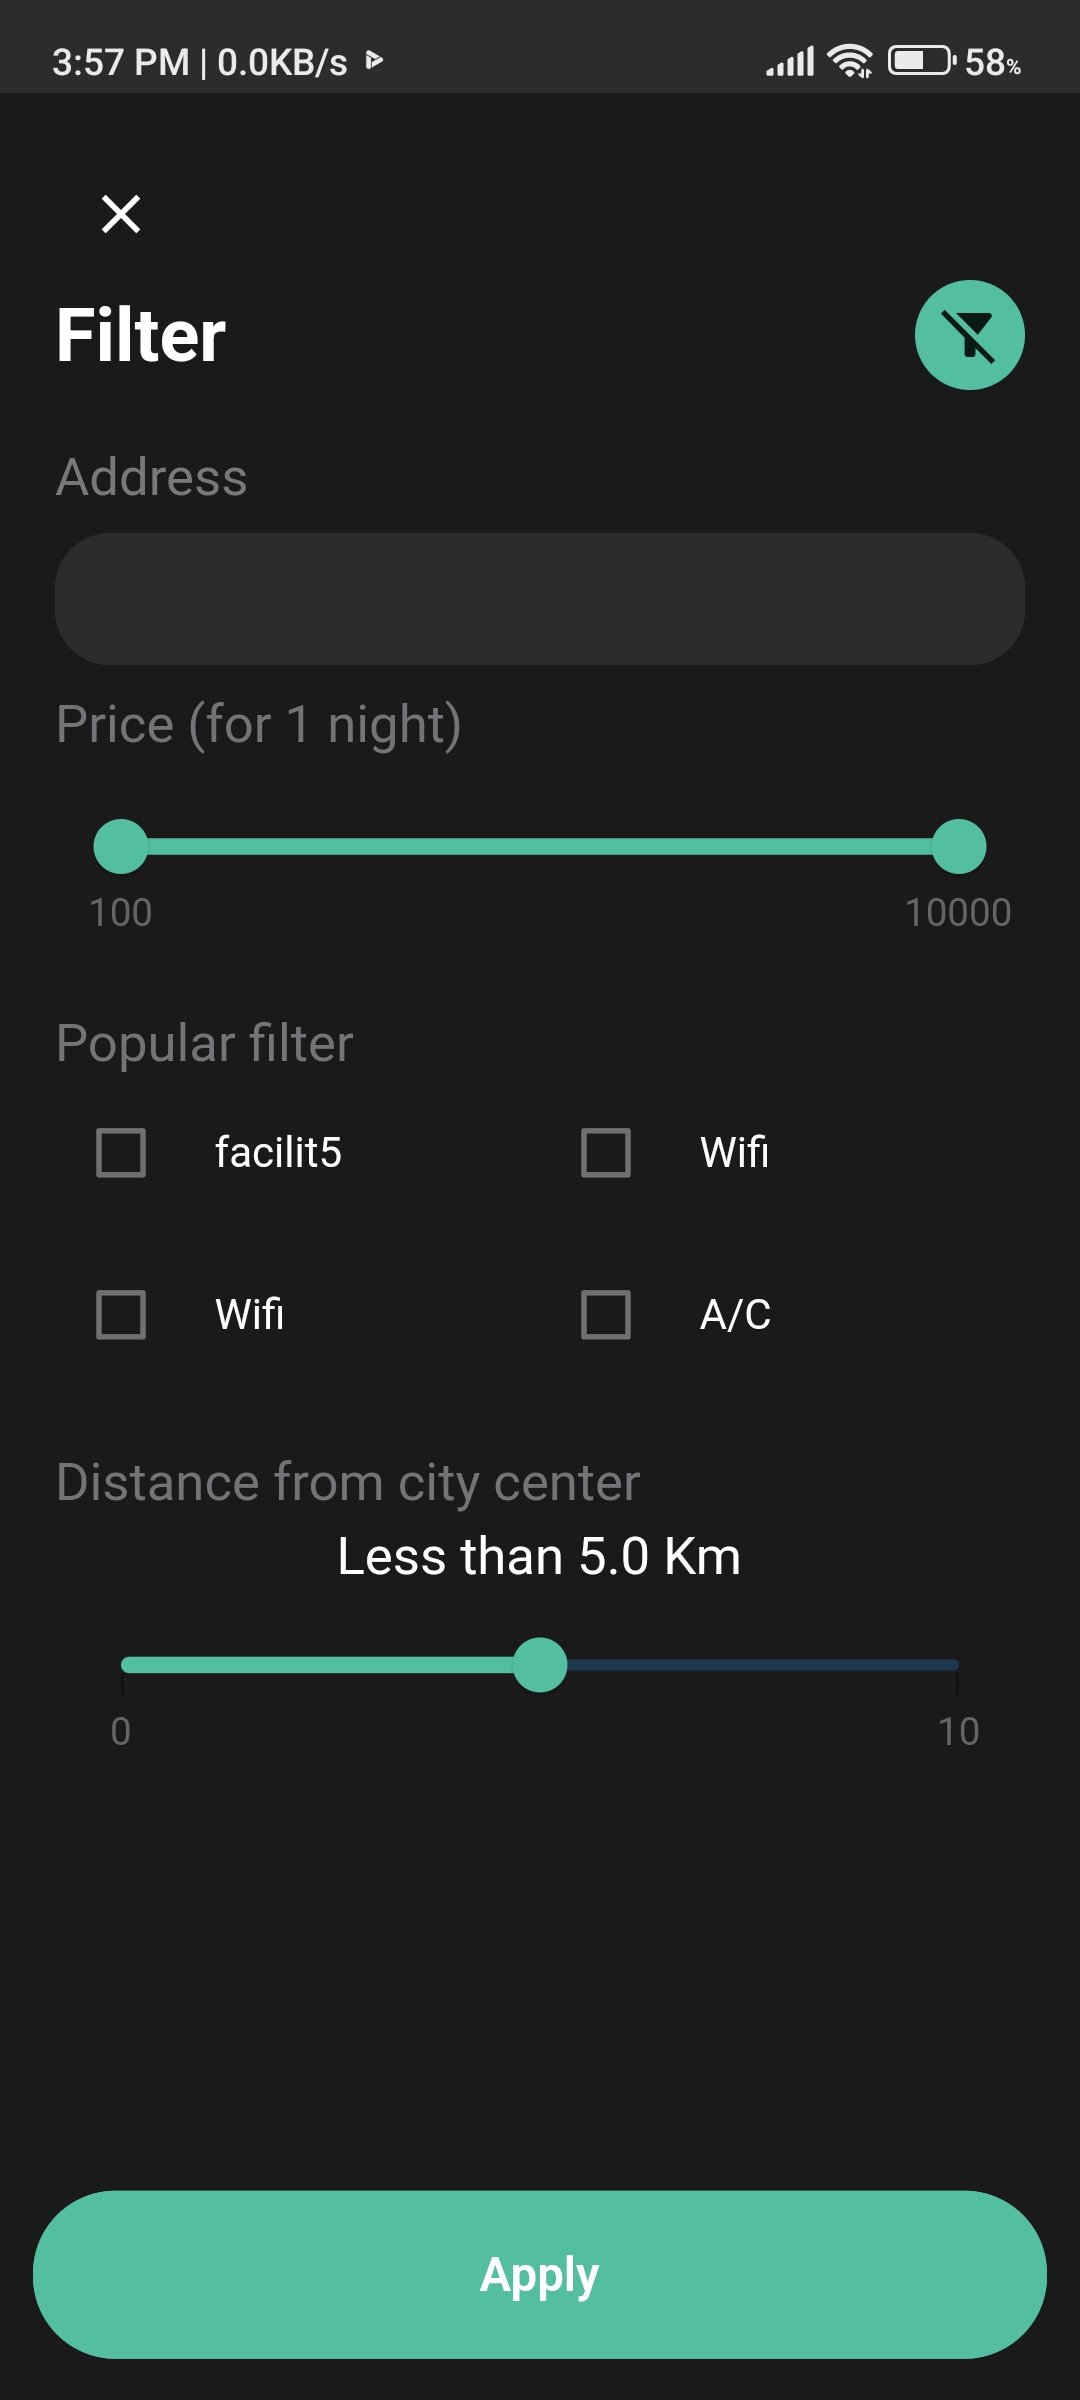 3:57 PM | 0.0KB/s 58%
Filter
Address
Price (for 1 night)
100 10000
Popular filter
facilit5 Wifi
Wifi A/C
Distance from city center
Less than 5.0 Km
0 10
Apply